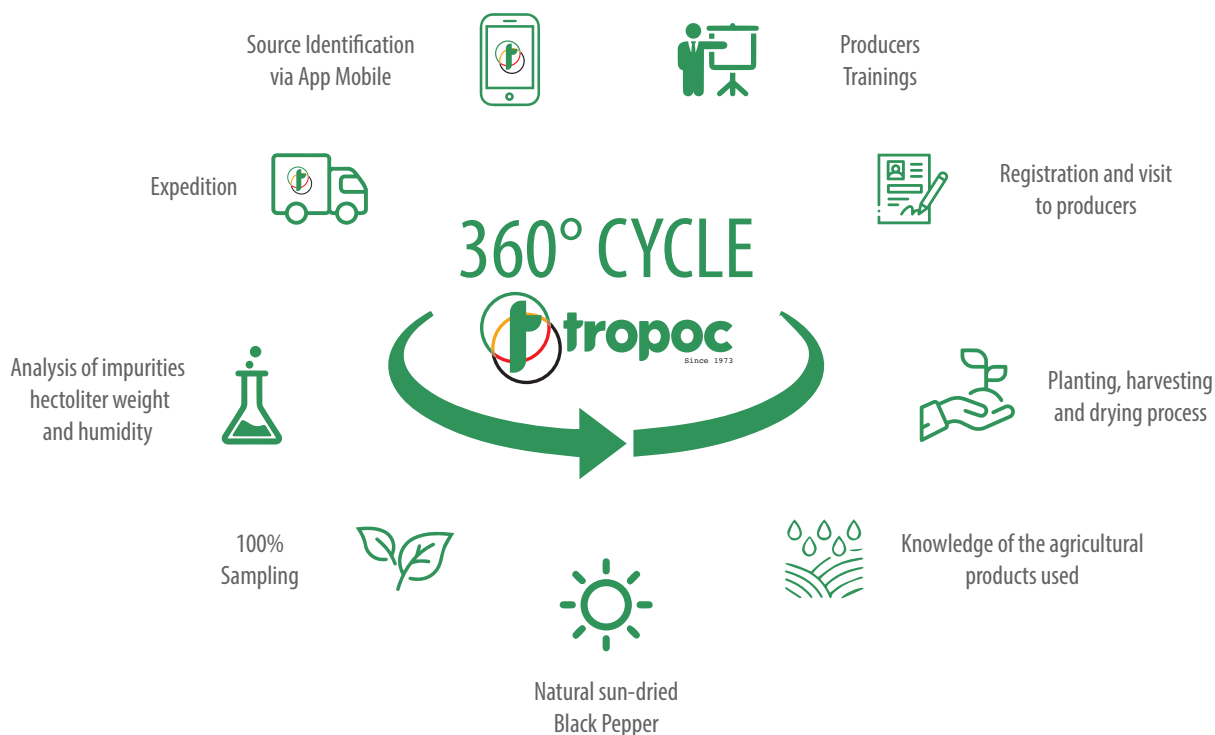 Source Identification
via App Mobile
Producers
Trainings
Expedition
Registration and visit
to producers
360° CYCLE
tropoc
Since 1973
Analysis of impurities
hectoliter weight
and humidity
Planting, harvesting
and drying process
100%
Sampling
Knowledge of the agricultural
products used
Natural sun-dried
Black Pepper